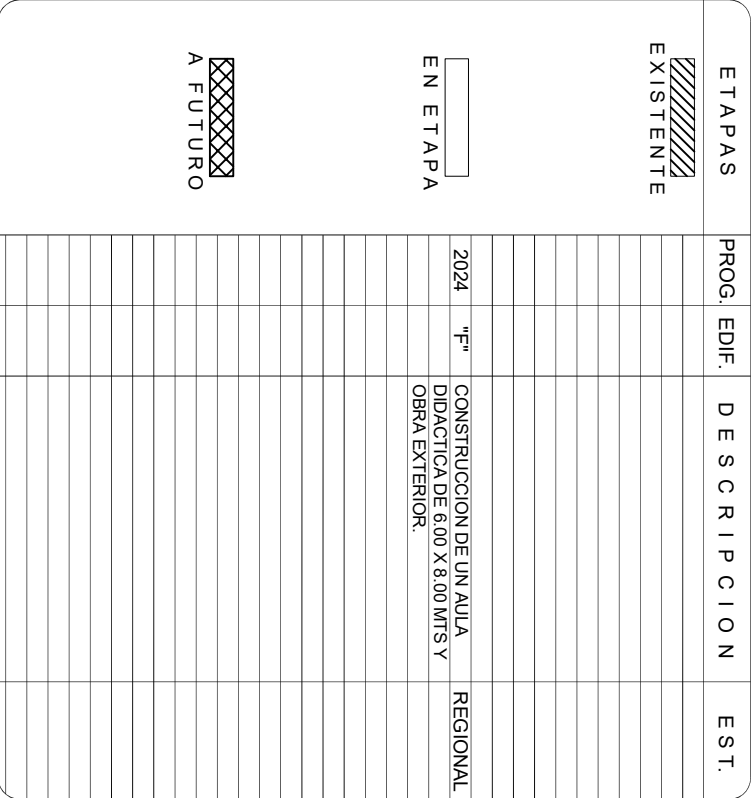 ETAPAS
EXISTENTE
EN ETAPA
A FUTURO
PROG. EDIF. DESCRIPCION EST.
2024 "F" CONSTRUCCION DE UN AULA REGIONAL
DIDACTICA DE 6.00 X 8.00 MTS Y
OBRA EXTERIOR.